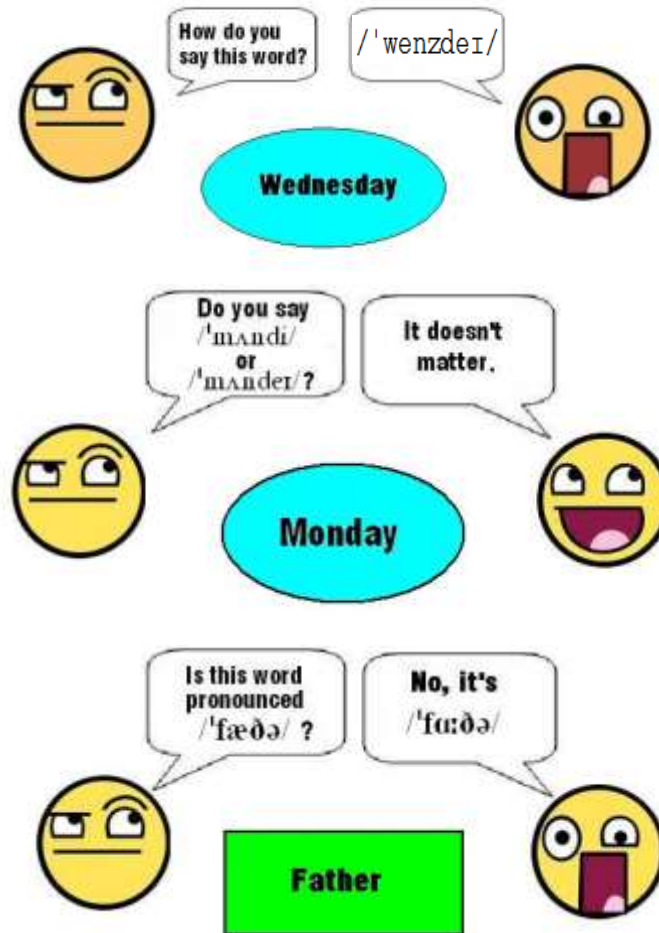 How do you
say this word?
/ˈwenzdeɪ/
Wednesday
Do you say
/ˈmʌndi/
or
/ˈmʌndeɪ/ ?
It doesn't
matter.
Monday
Is this word
pronounced
/ˈfæðə/ ?
No, it's
/ˈfɑːðə/
Father